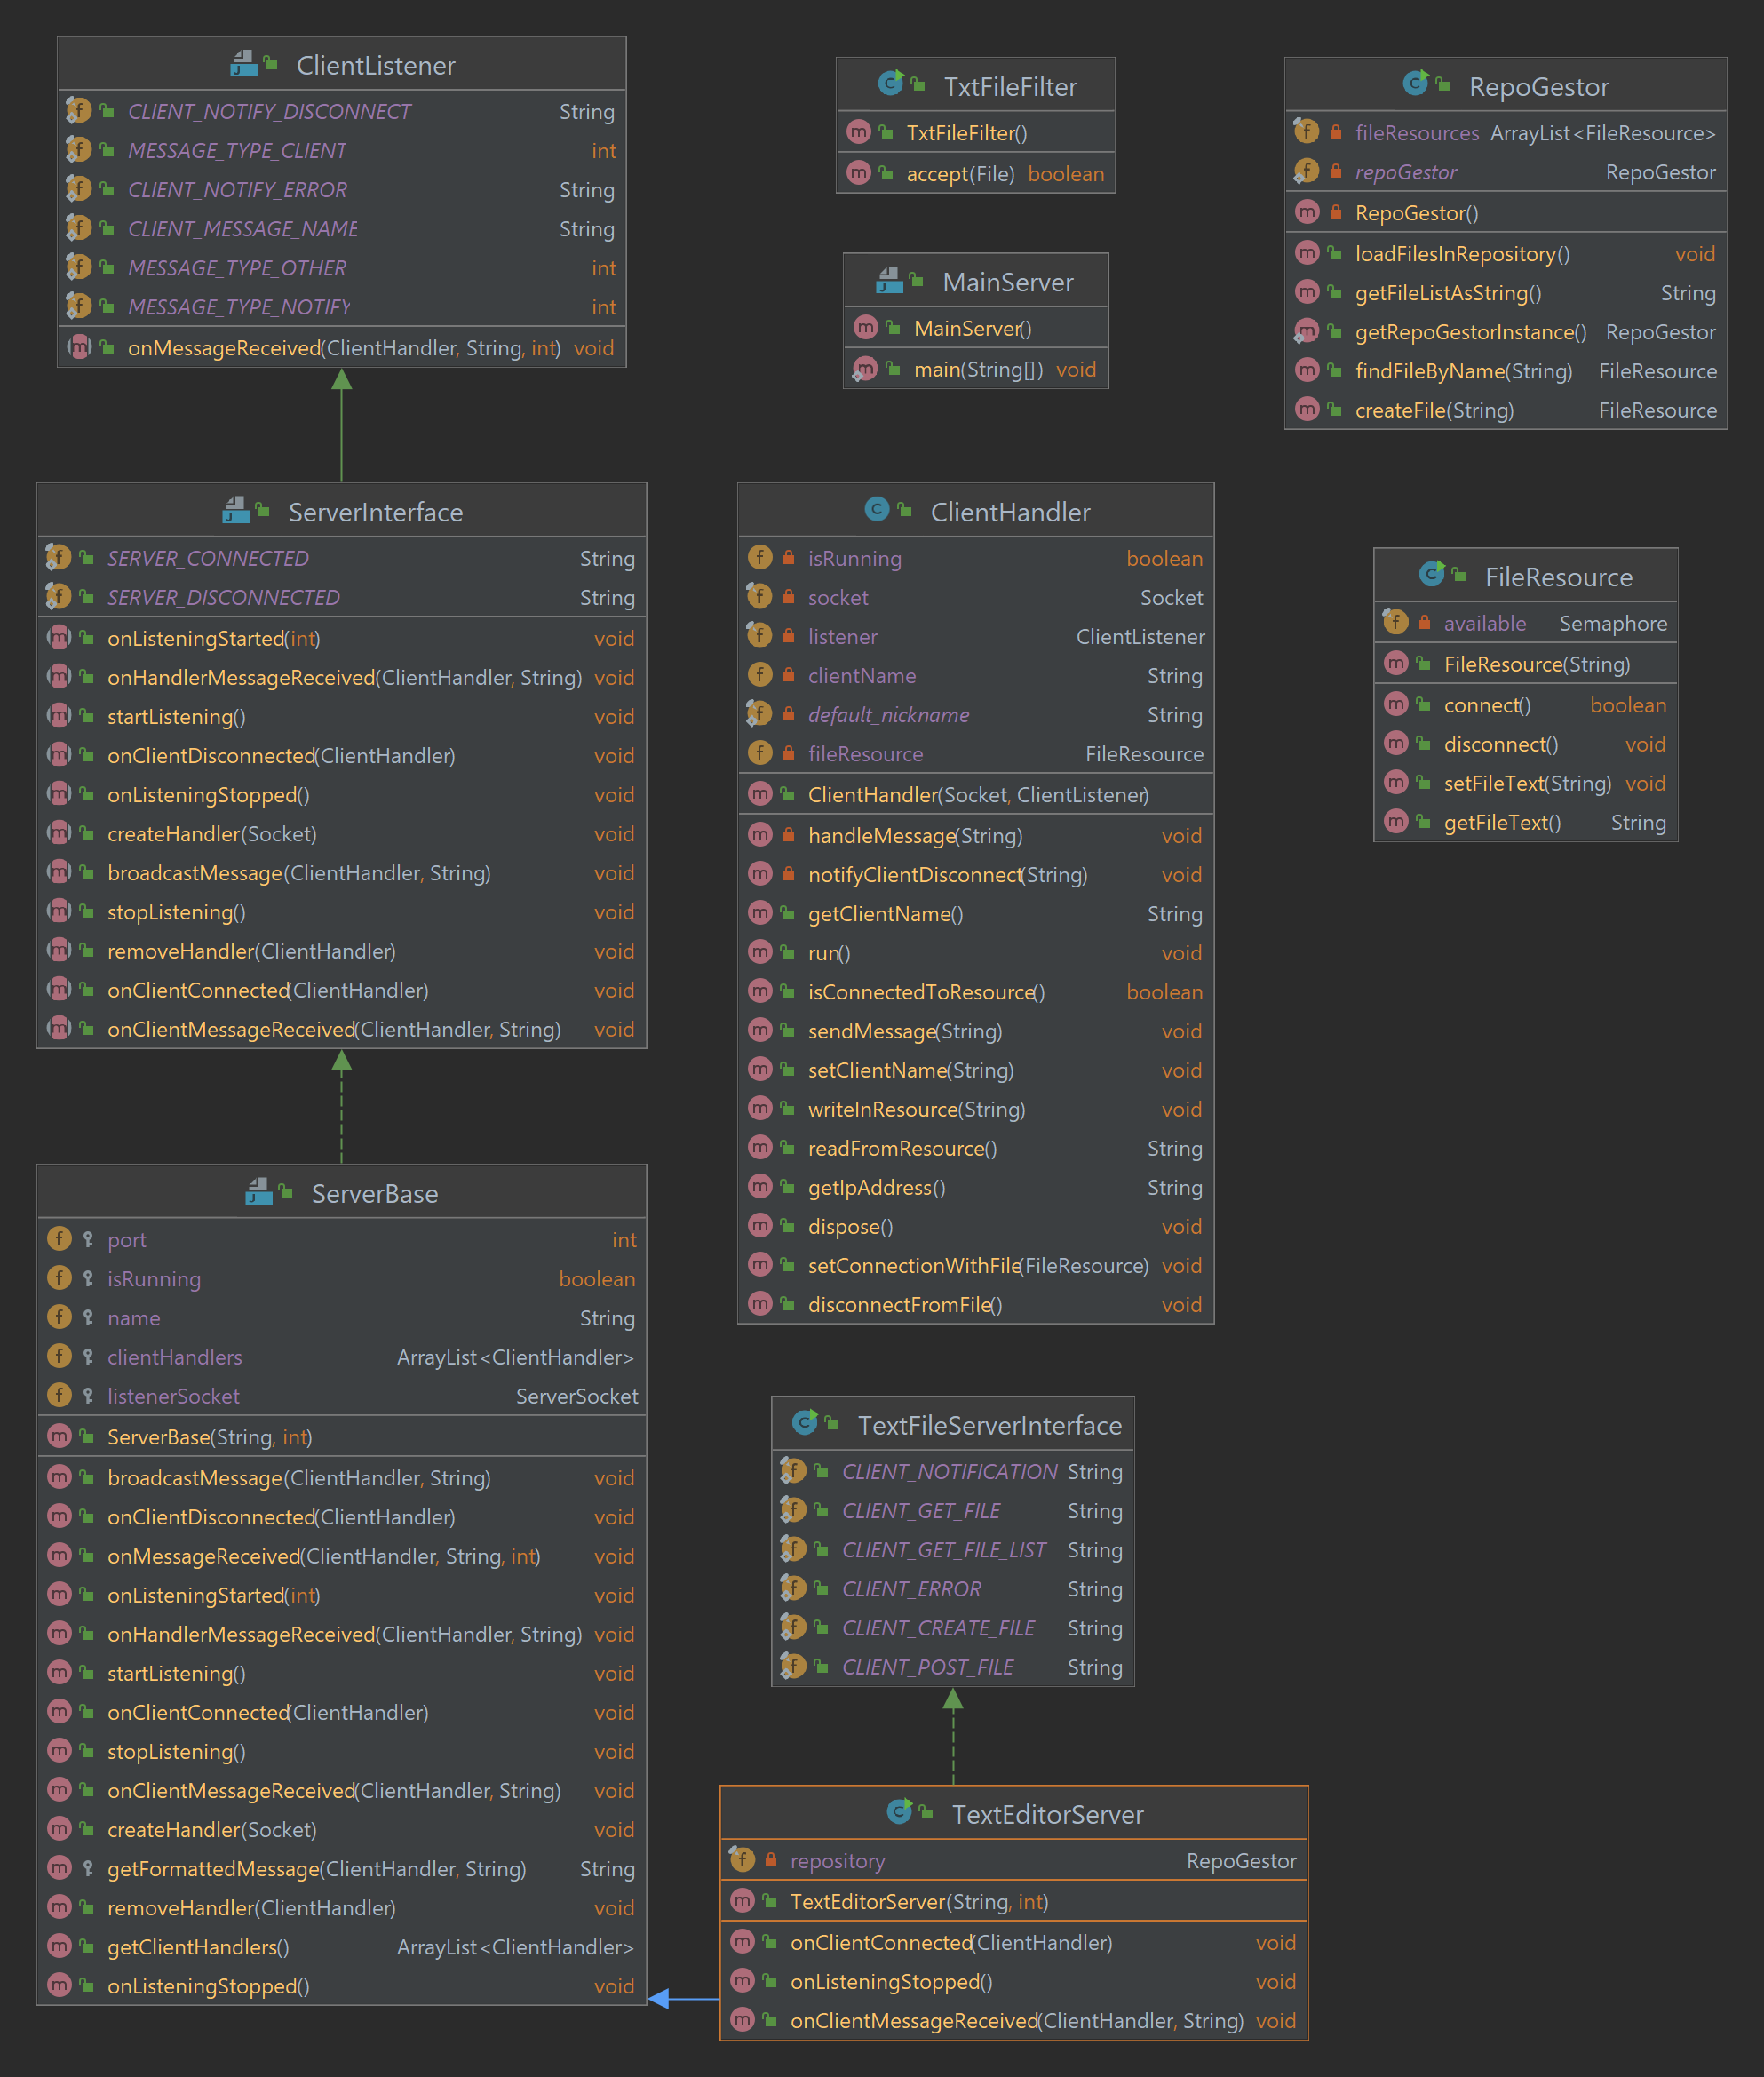 ClientListener
CLIENT_NOTIFY_DISCONNECT String
MESSAGE_TYPE_CLIENT int
CLIENT_NOTIFY_ERROR String
CLIENT_MESSAGE_NAME String
MESSAGE_TYPE_OTHER int
MESSAGE_TYPE_NOTIFY int
onMessageReceived(ClientHandler, String, int) void
TxtFileFilter
TxtFileFilter()
accept(File) boolean
MainServer
MainServer()
main(String[]) void
RepoGestor
fileResources ArrayList<FileResource>
repoGestor RepoGestor
RepoGestor()
loadFilesInRepository() void
getFileListAsString() String
getRepoGestorInstance() RepoGestor
findFileByName(String) FileResource
createFile(String) FileResource
ServerInterface
SERVER_CONNECTED String
SERVER_DISCONNECTED String
onListeningStarted(int) void
onHandlerMessageReceived(ClientHandler, String) void
startListening() void
onClientDisconnected(ClientHandler) void
onListeningStopped() void
createHandler(Socket) void
broadcastMessage(ClientHandler, String) void
stopListening() void
removeHandler(ClientHandler) void
onClientConnected(ClientHandler) void
onClientMessageReceived(ClientHandler, String) void
ClientHandler
isRunning boolean
socket Socket
listener ClientListener
clientName String
default_nickname String
fileResource FileResource
ClientHandler(Socket, ClientListener)
handleMessage(String) void
notifyClientDisconnect(String) void
getClientName() String
run() void
isConnectedToResource() boolean
sendMessage(String) void
setClientName(String) void
writeInResource(String) void
readFromResource() String
getIpAddress() String
dispose() void
setConnectionWithFile(FileResource) void
disconnectFromFile() void
FileResource
available Semaphore
FileResource(String)
connect() boolean
disconnect() void
setFileText(String) void
getFileText() String
ServerBase
port int
isRunning boolean
name String
clientHandlers ArrayList<ClientHandler>
listenerSocket ServerSocket
ServerBase(String, int)
broadcastMessage(ClientHandler, String) void
onClientDisconnected(ClientHandler) void
onMessageReceived(ClientHandler, String, int) void
onListeningStarted(int) void
onHandlerMessageReceived(ClientHandler, String) void
startListening() void
onClientConnected(ClientHandler) void
stopListening() void
onClientMessageReceived(ClientHandler, String) void
createHandler(Socket) void
getFormattedMessage(ClientHandler, String) String
removeHandler(ClientHandler) void
getClientHandlers() ArrayList<ClientHandler>
onListeningStopped() void
TextFileServerInterface
CLIENT_NOTIFICATION String
CLIENT_GET_FILE String
CLIENT_GET_FILE_LIST String
CLIENT_ERROR String
CLIENT_CREATE_FILE String
CLIENT_POST_FILE String
TextEditorServer
repository RepoGestor
TextEditorServer(String, int)
onClientConnected(ClientHandler) void
onListeningStopped() void
onClientMessageReceived(ClientHandler, String) void